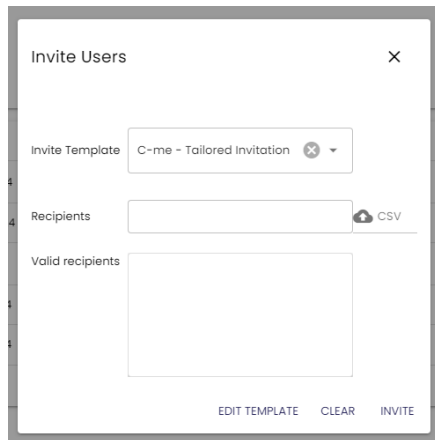 Invite Users
Invite Template C-me - Tailored Invitation
Recipients CSV
Valid recipients
EDIT TEMPLATE CLEAR INVITE